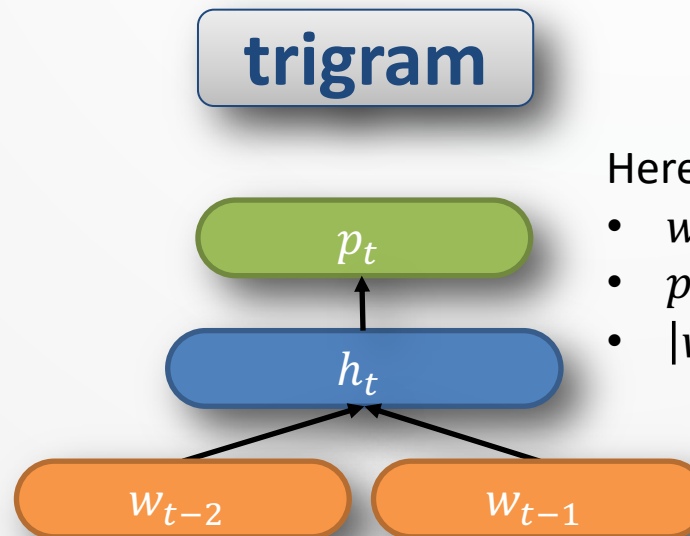 trigram
Here
• w
p_t
• p
h_t
• |
w_{t−2} w_{t−1}